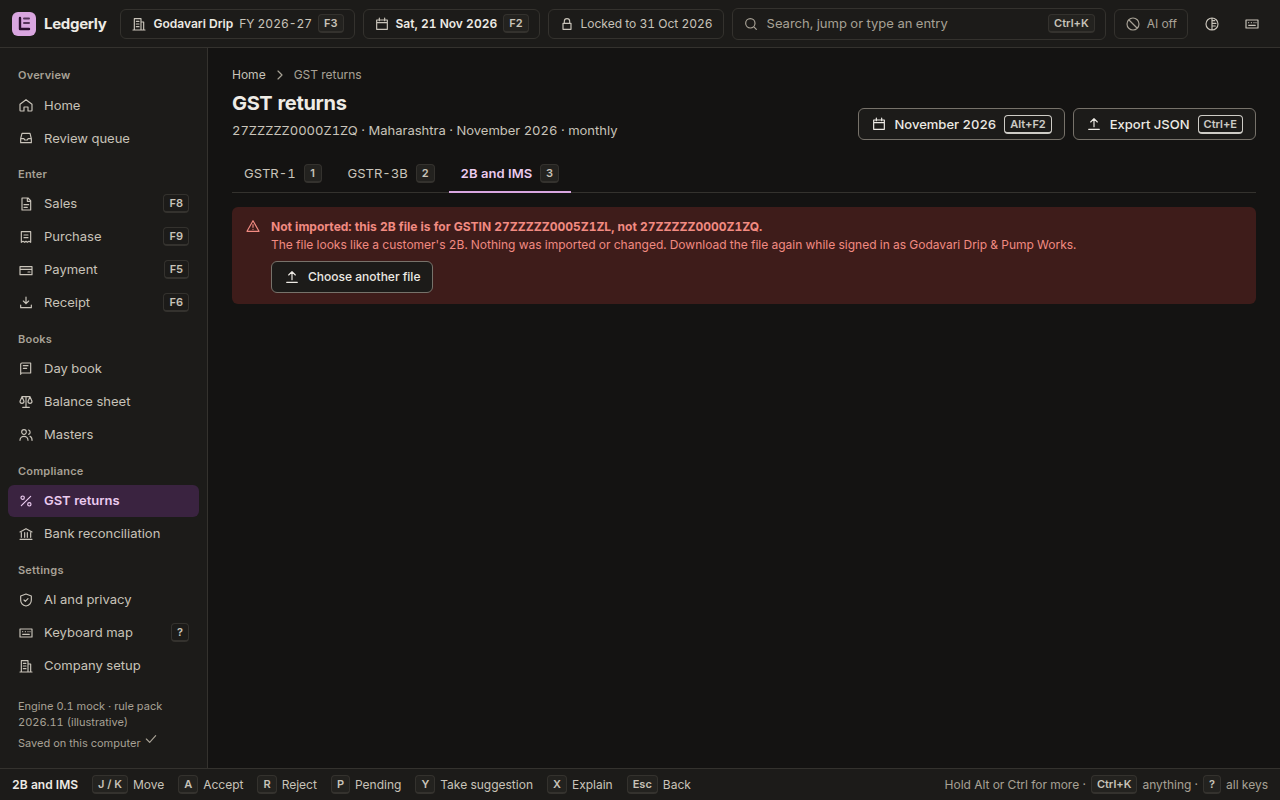 Ledgerly
Godavari Drip FY 2026-27 F3
Sat, 21 Nov 2026 F2
Locked to 31 Oct 2026
Search, jump or type an entry Ctrl+K
AI off
Overview
Home
Review queue
Enter
Sales F8
Purchase F9
Payment F5
Receipt F6
Books
Day book
Balance sheet
Masters
Compliance
GST returns
Bank reconciliation
Settings
AI and privacy
Keyboard map ?
Company setup
Engine 0.1 mock · rule pack
2026.11 (illustrative)
Saved on this computer
Home GST returns
GST returns
27ZZZZZ0000Z1ZQ · Maharashtra · November 2026 · monthly
November 2026 Alt+F2
Export JSON Ctrl+E
GSTR-1 1 GSTR-3B 2 2B and IMS 3
Not imported: this 2B file is for GSTIN 27ZZZZZ0005Z1ZL, not 27ZZZZZ0000Z1ZQ.
The file looks like a customer's 2B. Nothing was imported or changed. Download the file again while signed in as Godavari Drip & Pump Works.
Choose another file
2B and IMS J / K Move A Accept R Reject P Pending Y Take suggestion X Explain Esc Back
Hold Alt or Ctrl for more · Ctrl+K anything · ? all keys